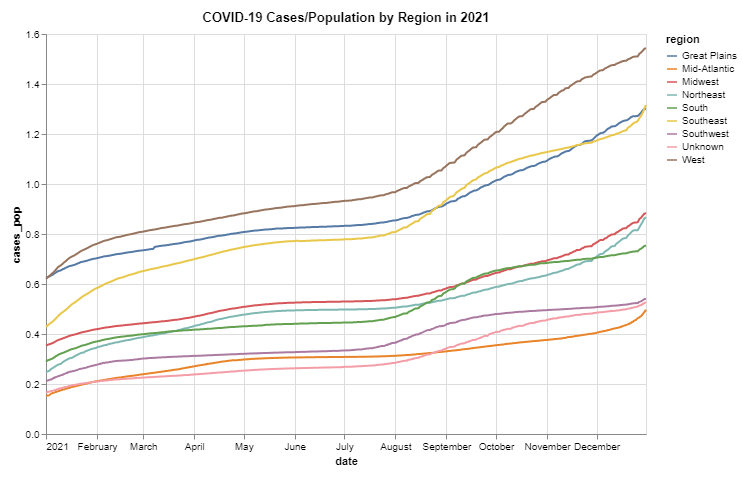 COVID-19 Cases/Population by Region in 2021
1.6
1.4
1.2
1.0
0.8
0.6
0.4
0.2
0.0
cases_pop
2021 February March April May June July August September October November December
date
region
Great Plains
Mid-Atlantic
Midwest
Northeast
South
Southeast
Southwest
Unknown
West